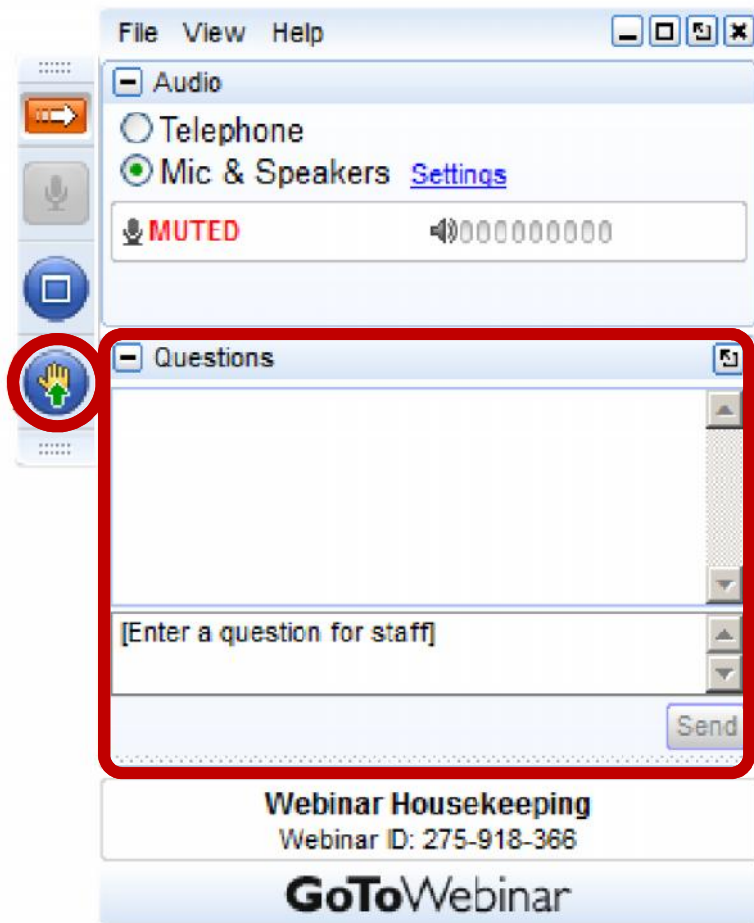 File View Help
Audio
Telephone
Mic & Speakers Settings
MUTED 000000000
Questions
[Enter a question for staff]
Send
Webinar Housekeeping
Webinar ID: 275-918-366
GoToWebinar